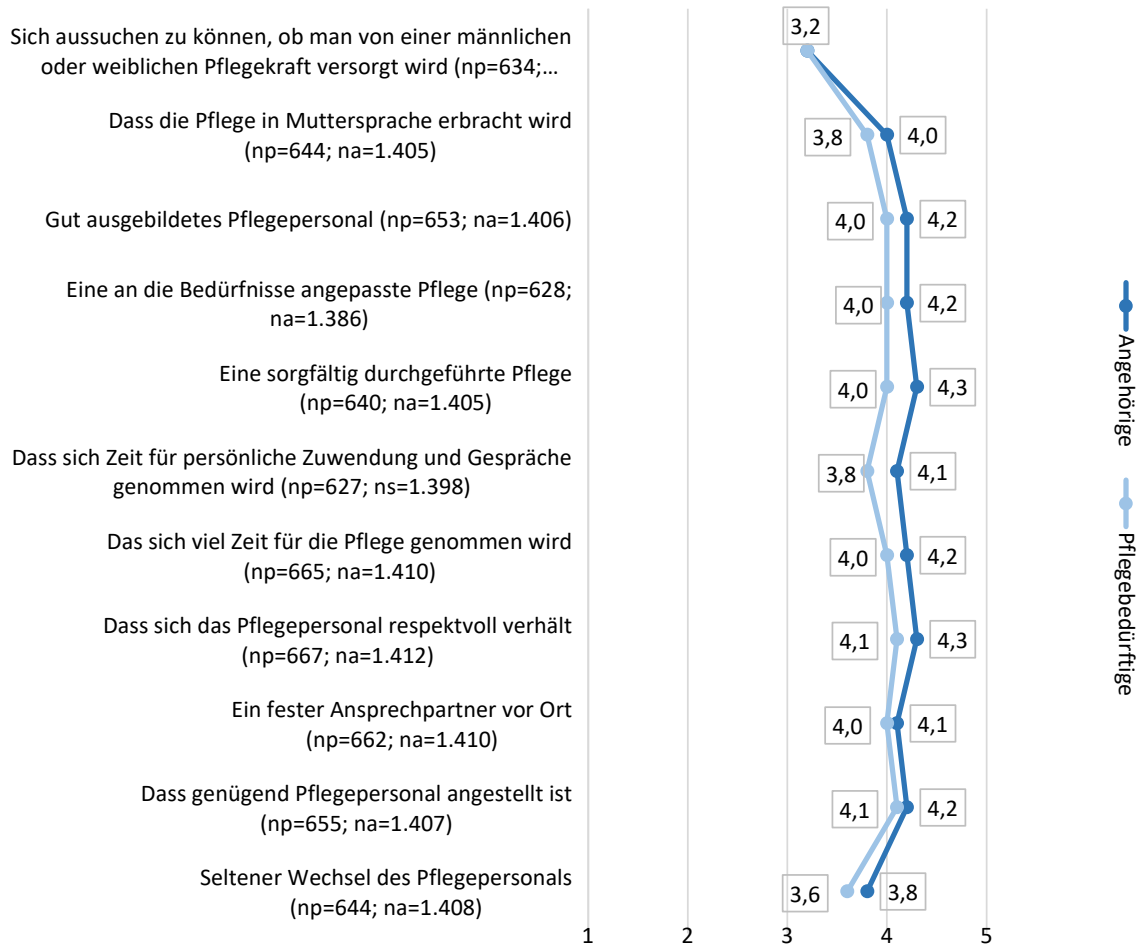 Sich aussuchen zu können, ob man von einer männlichen
oder weiblichen Pflegekraft versorgt wird (np=634;...
3,2
Dass die Pflege in Muttersprache erbracht wird
(np=644; na=1.405)
3,8
4,0
Gut ausgebildetes Pflegepersonal (np=653; na=1.406)
4,0
4,2
Eine an die Bedürfnisse angepasste Pflege (np=628;
na=1.386)
4,0
4,2
Eine sorgfältig durchgeführte Pflege
(np=640; na=1.405)
4,0
4,3
Dass sich Zeit für persönliche Zuwendung und Gespräche
genommen wird (np=627; ns=1.398)
3,8
4,1
Das sich viel Zeit für die Pflege genommen wird
(np=665; na=1.410)
4,0
4,2
Dass sich das Pflegepersonal respektvoll verhält
(np=667; na=1.412)
4,1
4,3
Ein fester Ansprechpartner vor Ort
(np=662; na=1.410)
4,0
4,1
Dass genügend Pflegepersonal angestellt ist
(np=655; na=1.407)
4,1
4,2
Seltener Wechsel des Pflegepersonals
(np=644; na=1.408)
3,6
3,8
1 2 3 4 5
Angehörige
Pflegebedürftige